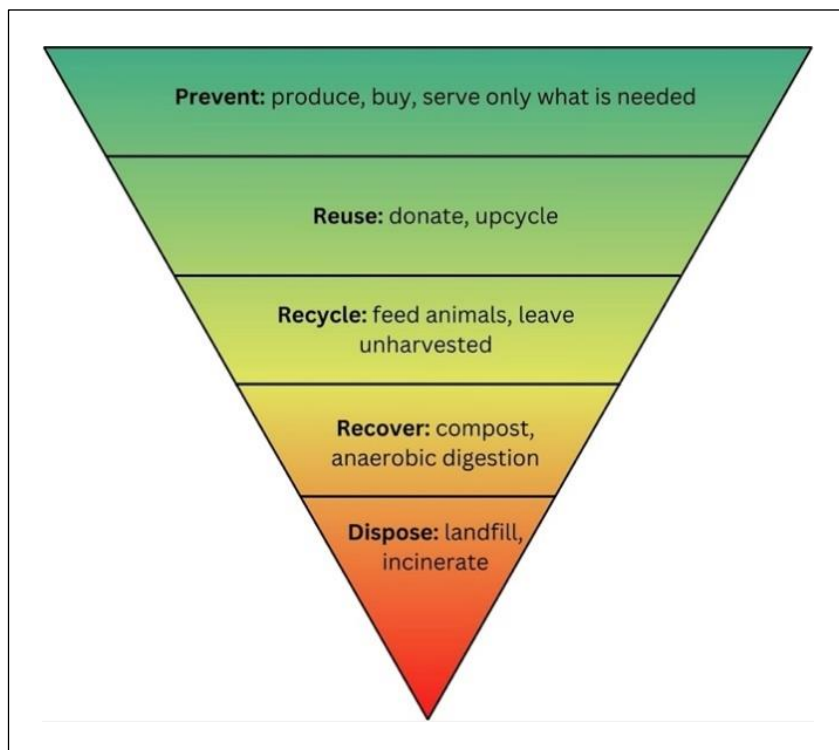 Prevent: produce, buy, serve only what is needed
Reuse: donate, upcycle
Recycle: feed animals, leave
unharvested
Recover: compost,
anaerobic digestion
Dispose: landfill,
incinerate